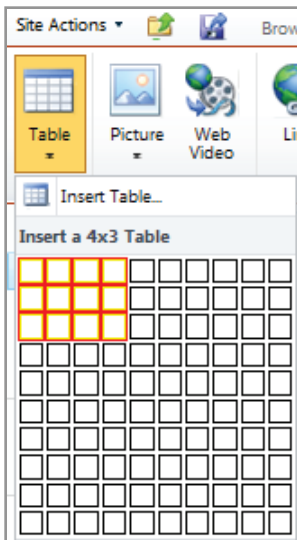 Site Actions
Table
Picture
Web
Video
Insert Table...
Insert a 4x3 Table